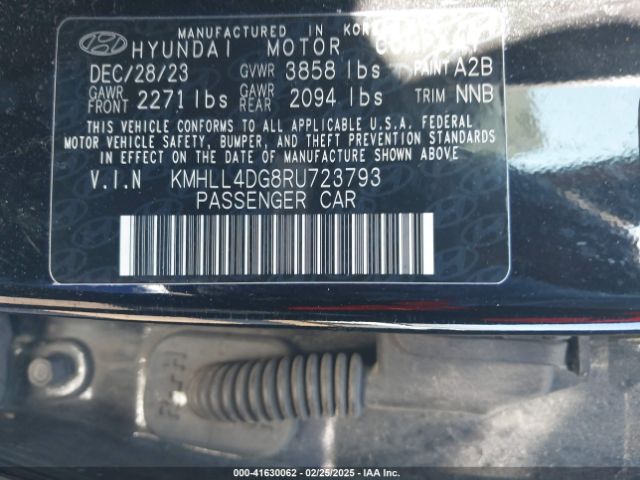 MANUFACTURED IN KOREA
HYUNDAI MOTOR COMPANY
DEC/28/23 GVWR 3858 lbs PAINT A2B
GAWR FRONT 2271 lbs GAWR REAR 2094 lbs TRIM NNB
THIS VEHICLE CONFORMS TO ALL APPLICABLE U.S.A. FEDERAL
MOTOR VEHICLE SAFETY, BUMPER, AND THEFT PREVENTION STANDARDS
IN EFFECT ON THE DATE OF MANUFACTURE SHOWN ABOVE
V.I.N KMHLL4DG8RU723793
PASSENGER CAR
000-41630062 - 02/25/2025 - IAA Inc.